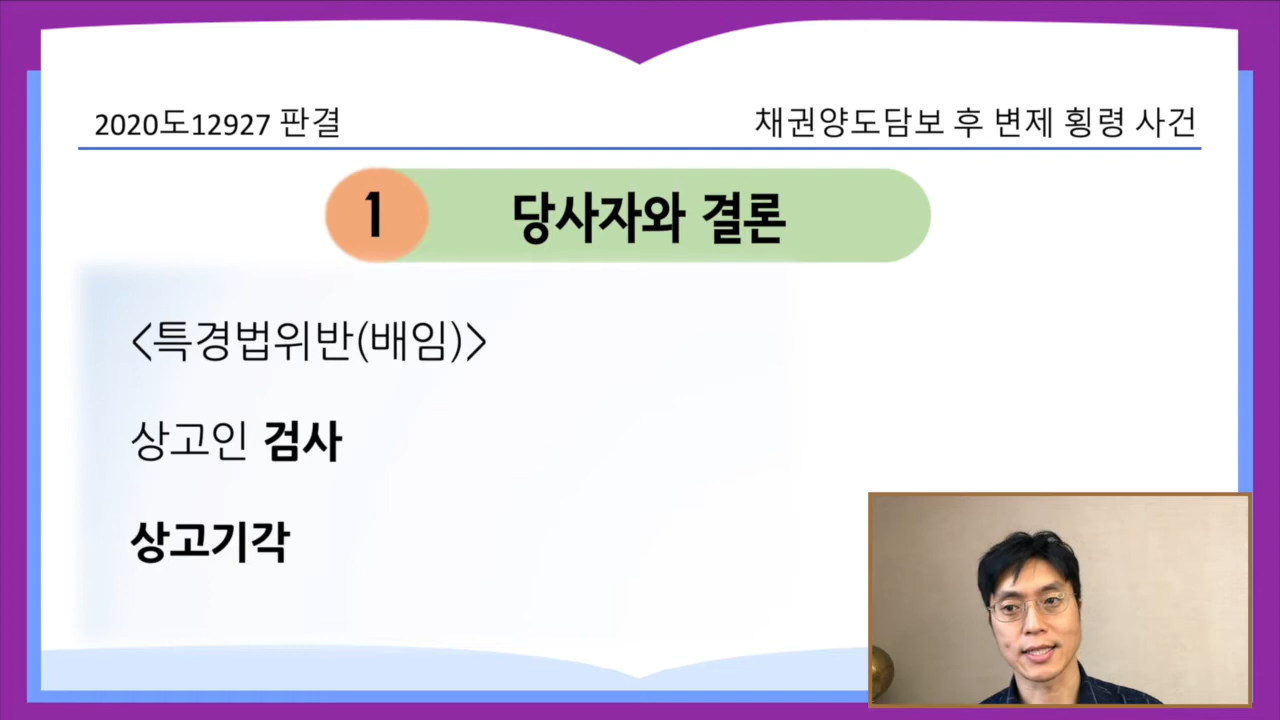 2020도12927 판결
채권양도담보 후 변제 횡령 사건
1 당사자와 결론
<특경법위반(배임)>
상고인 검사
상고기각